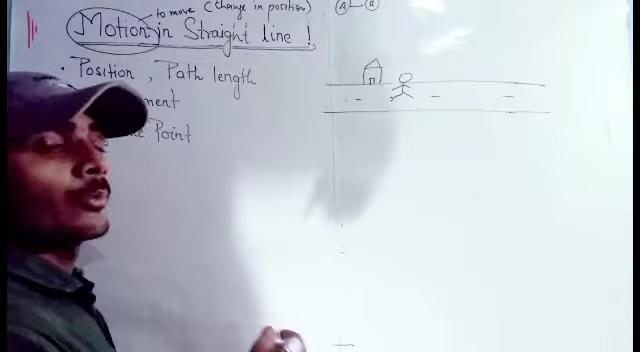 to move (Change in position)
A B
Motion in Straight line !
• Position , Path length
ment
Point